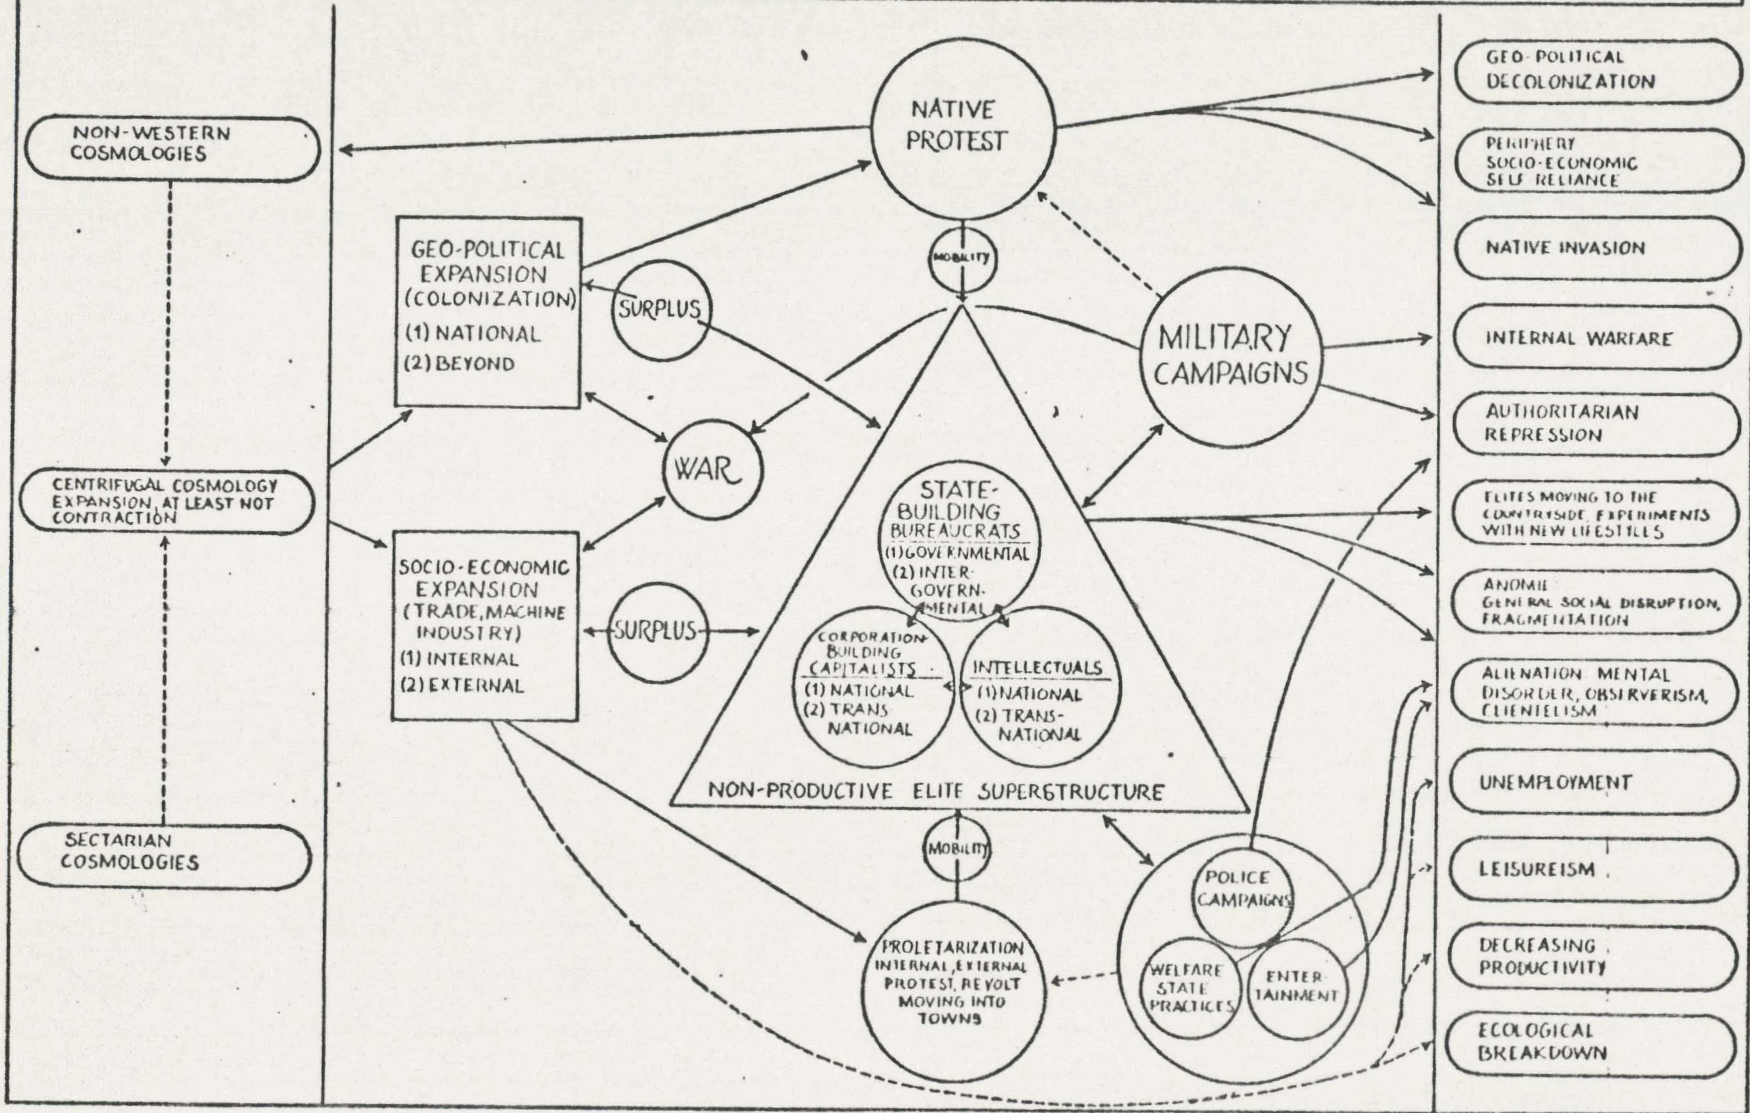 NON-WESTERN
COSMOLOGIES
CENTRIFUGAL COSMOLOGY
EXPANSION, AT LEAST NOT
CONTRACTION
SECTARIAN
COSMOLOGIES
GEO-POLITICAL
EXPANSION
(COLONIZATION)
(1) NATIONAL
(2) BEYOND
SOCIO-ECONOMIC
EXPANSION
(TRADE, MACHINE
INDUSTRY)
(1) INTERNAL
(2) EXTERNAL
SURPLUS
WAR
SURPLUS
NATIVE
PROTEST
MOBILITY
MILITARY
CAMPAIGNS
STATE-
BUILDING
BUREAUCRATS
(1) GOVERNMENTAL
(2) INTER-
GOVERN-
MENTAL
CORPORATION-
BUILDING
CAPITALISTS
(1) NATIONAL
(2) TRANS
NATIONAL
INTELLECTUALS
(1) NATIONAL
(2) TRANS-
NATIONAL
NON-PRODUCTIVE ELITE SUPERSTRUCTURE
MOBILITY
PROLETARIZATION
INTERNAL, EXTERNAL
PROTEST, REVOLT
MOVING INTO
TOWNS
POLICE
CAMPAIGNS
WELFARE
STATE
PRACTICES
ENTER-
TAINMENT
GEO-POLITICAL
DECOLONIZATION
PERIPHERY
SOCIO-ECONOMIC
SELF RELIANCE
NATIVE INVASION
INTERNAL WARFARE
AUTHORITARIAN
REPRESSION
ELITES MOVING TO THE
COUNTRYSIDE, EXPERIMENTS
WITH NEW LIFESTYLES
ANOMIE
GENERAL SOCIAL DISRUPTION,
FRAGMENTATION
ALIENATION MENTAL
DISORDER, OBSERVERISM,
CLIENTELISM
UNEMPLOYMENT
LEISUREISM
DECREASING
PRODUCTIVITY
ECOLOGICAL
BREAKDOWN